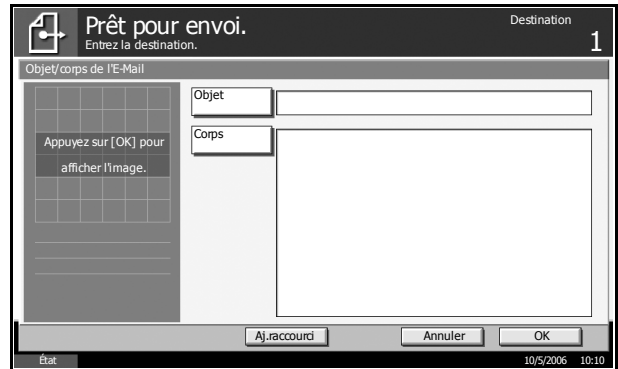 Prêt pour envoi.
Entrez la destination.
Destination
1
Objet/corps de l'E-Mail
Objet
Corps
Appuyez sur [OK] pour
afficher l'image.
Aj.raccourci
Annuler
OK
État
10/5/2006 10:10